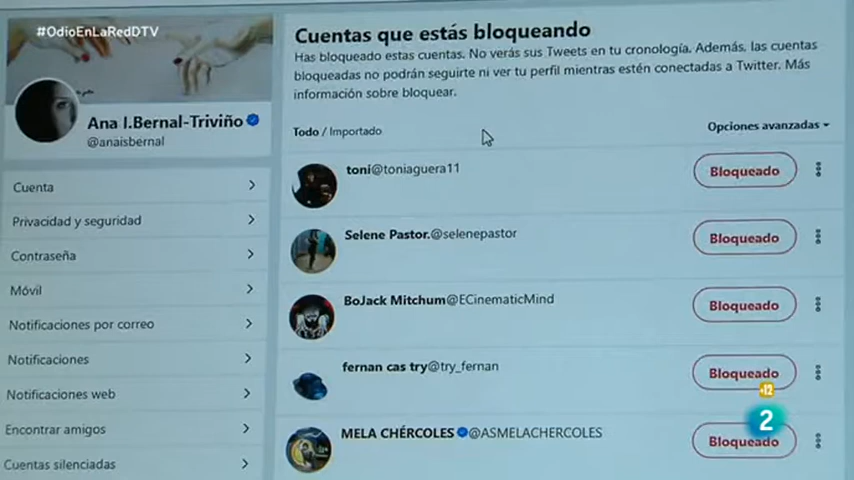 #OdioEnLaRedDTV
Ana I.Bernal-Triviño
@anaisbernal
Cuenta
Privacidad y seguridad
Contraseña
Móvil
Notificaciones por correo
Notificaciones
Notificaciones web
Encontrar amigos
Cuentas silenciadas
Cuentas que estás bloqueando
Has bloqueado estas cuentas. No verás sus Tweets en tu cronología. Además, las cuentas
bloqueadas no podrán seguirte ni ver tu perfil mientras estén conectadas a Twitter. Más
información sobre bloquear.
Todo / Importado
Opciones avanzadas
toni@toniaguera11
Bloqueado
Selene Pastor.@selenepastor
Bloqueado
BoJack Mitchum@ECinematicMind
Bloqueado
fernan cas try@try_fernan
Bloqueado
MELA CHÉRCOLES @ASMELACHERCOLES
Bloqueado
+12
2